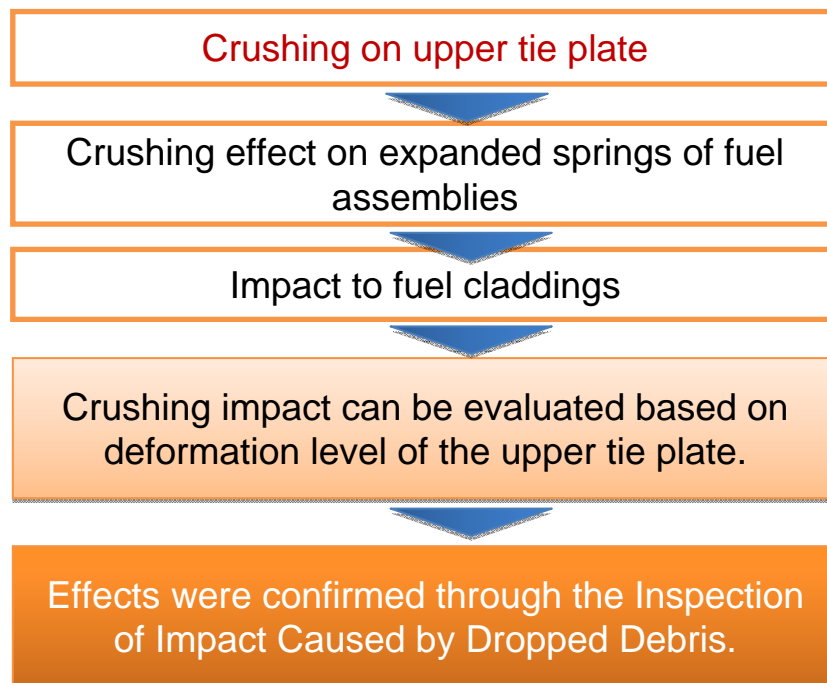 Crushing on upper tie plate
Crushing effect on expanded springs of fuel
assemblies
Impact to fuel claddings
Crushing impact can be evaluated based on
deformation level of the upper tie plate.
Effects were confirmed through the Inspection
of Impact Caused by Dropped Debris.